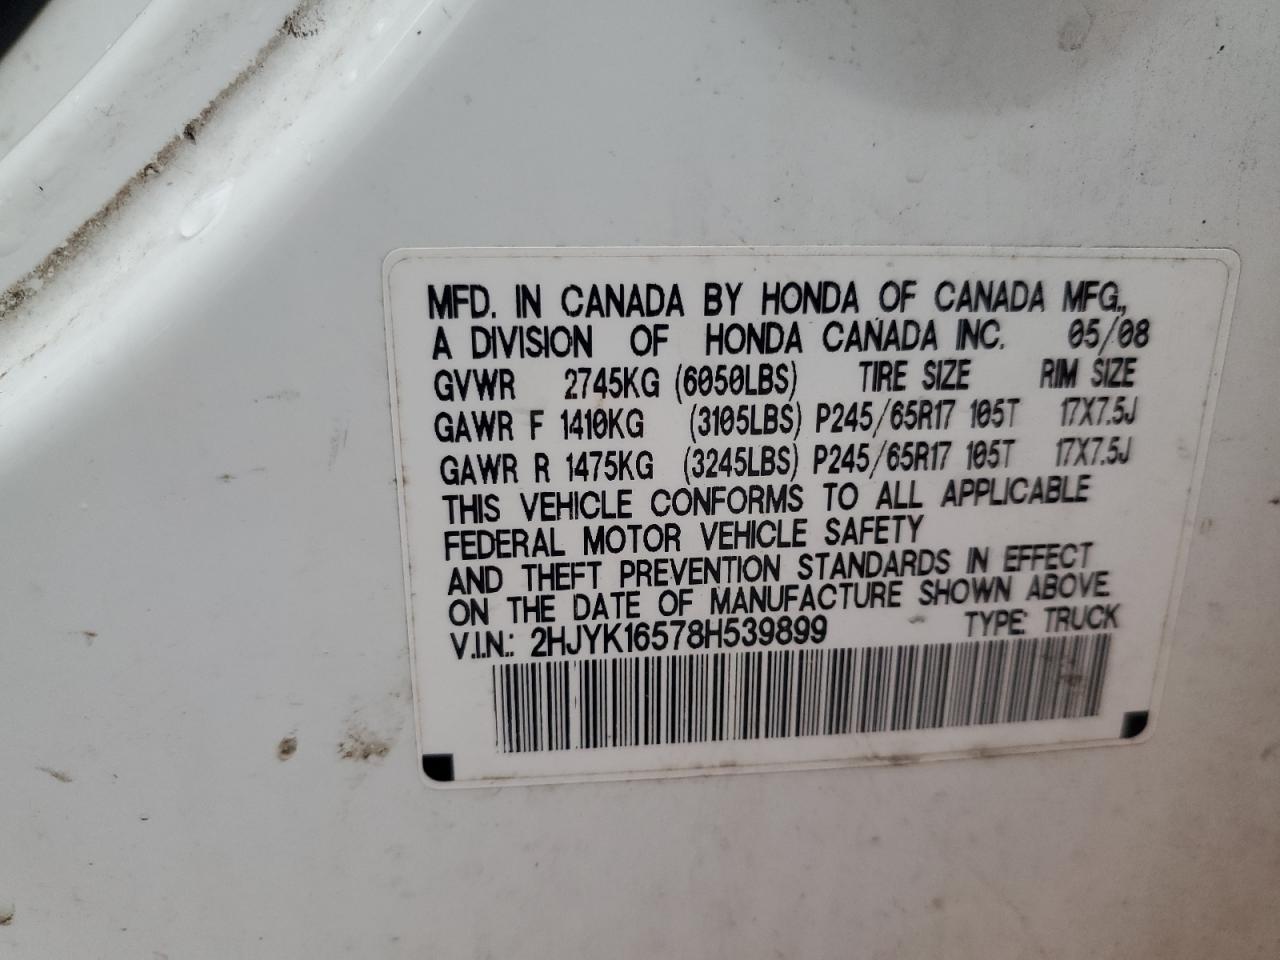 MFD. IN CANADA BY HONDA OF CANADA MFG.,
A DIVISION OF HONDA CANADA INC. 05/08
GVWR 2745KG (6050LBS) TIRE SIZE RIM SIZE
GAWR F 1410KG (3105LBS) P245/65R17 105T 17X7.5J
GAWR R 1475KG (3245LBS) P245/65R17 105T 17X7.5J
THIS VEHICLE CONFORMS TO ALL APPLICABLE
FEDERAL MOTOR VEHICLE SAFETY
AND THEFT PREVENTION STANDARDS IN EFFECT
ON THE DATE OF MANUFACTURE SHOWN ABOVE
V.I.N.: 2HJYK16578H539899 TYPE: TRUCK